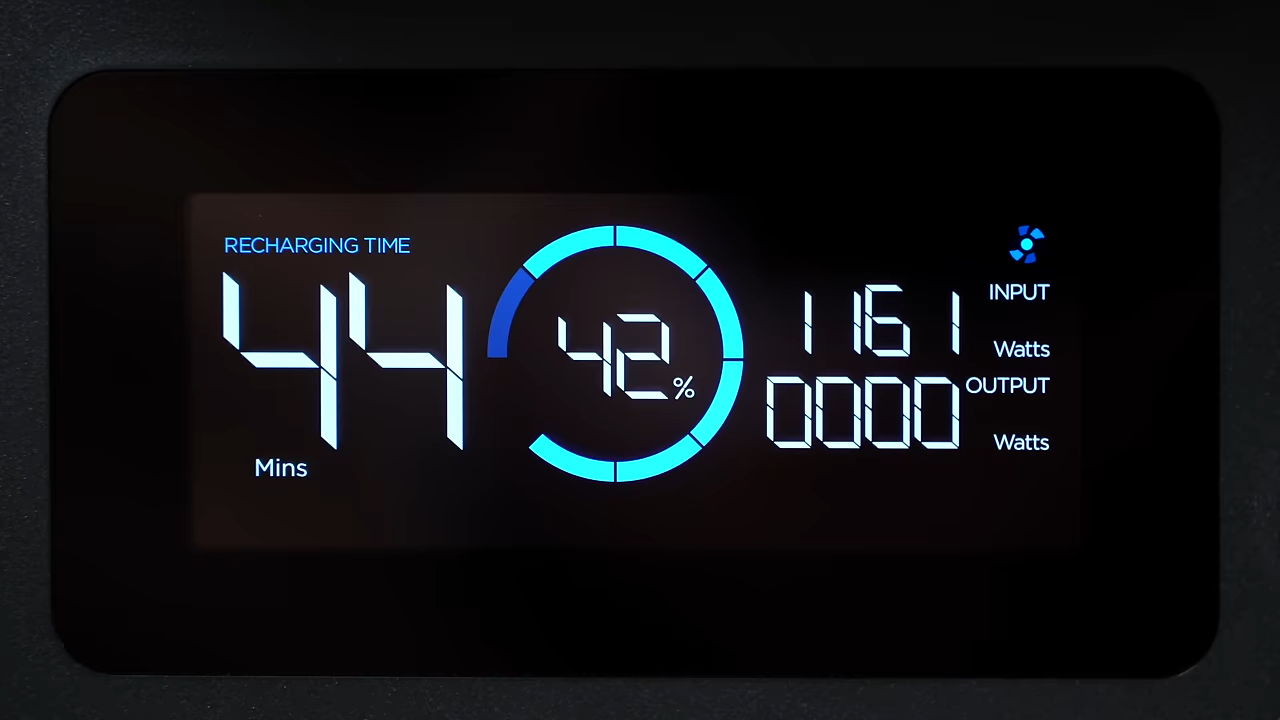 RECHARGING TIME
44
Mins
42%
1161
INPUT
Watts
0000
OUTPUT
Watts